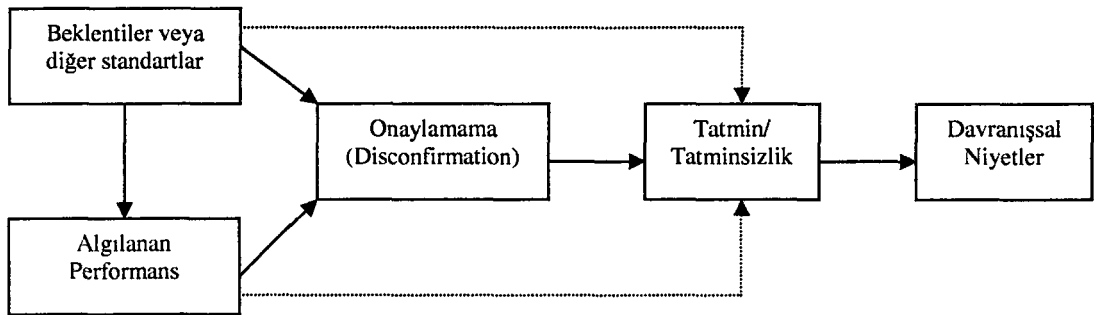 Beklentiler veya
diğer standartlar
Onaylamama
(Disconfirmation)
Tatmin/
Tatminsizlik
Davranışsal
Niyetler
Algılanan
Performans